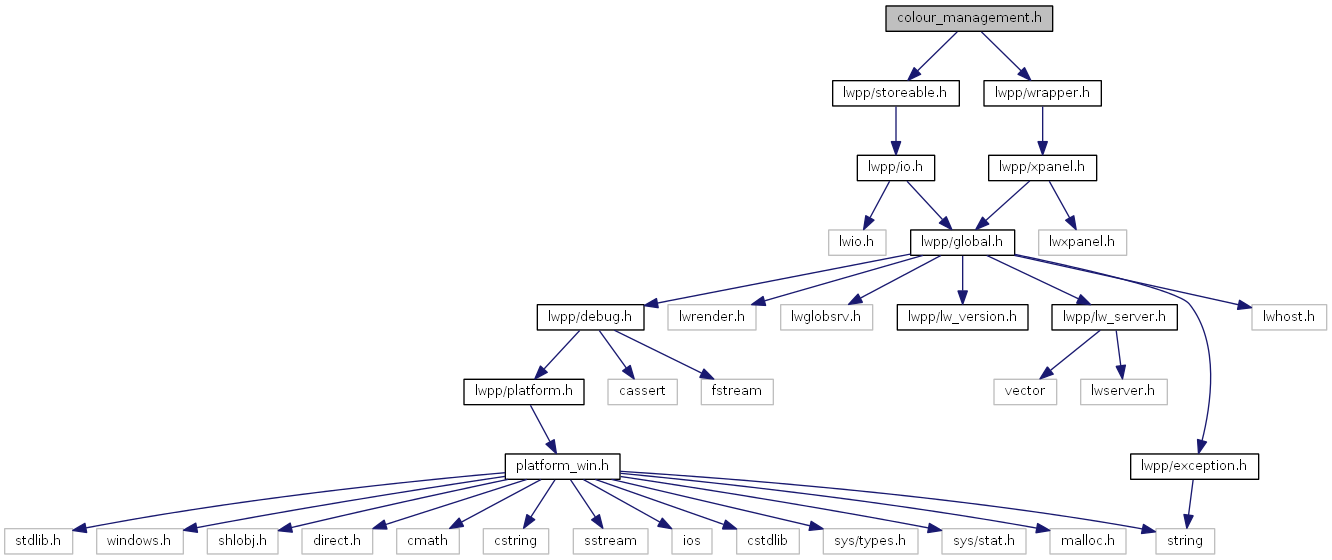 colour_management.h
lwpp/storeable.h
lwpp/wrapper.h
lwpp/io.h
lwpp/xpanel.h
lwio.h
lwpp/global.h
lwxpanel.h
lwpp/debug.h
lwrender.h
lwglobsrv.h
lwpp/lw_version.h
lwpp/lw_server.h
lwhost.h
lwpp/platform.h
cassert
fstream
vector
lwserver.h
platform_win.h
lwpp/exception.h
stdlib.h
windows.h
shlobj.h
direct.h
cmath
cstring
sstream
ios
cstdlib
sys/types.h
sys/stat.h
malloc.h
string